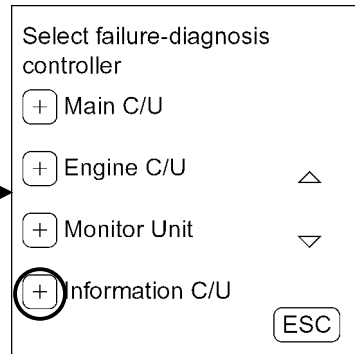 Select failure-diagnosis
controller
+ Main C/U
+ Engine C/U
+ Monitor Unit
+ Information C/U
ESC